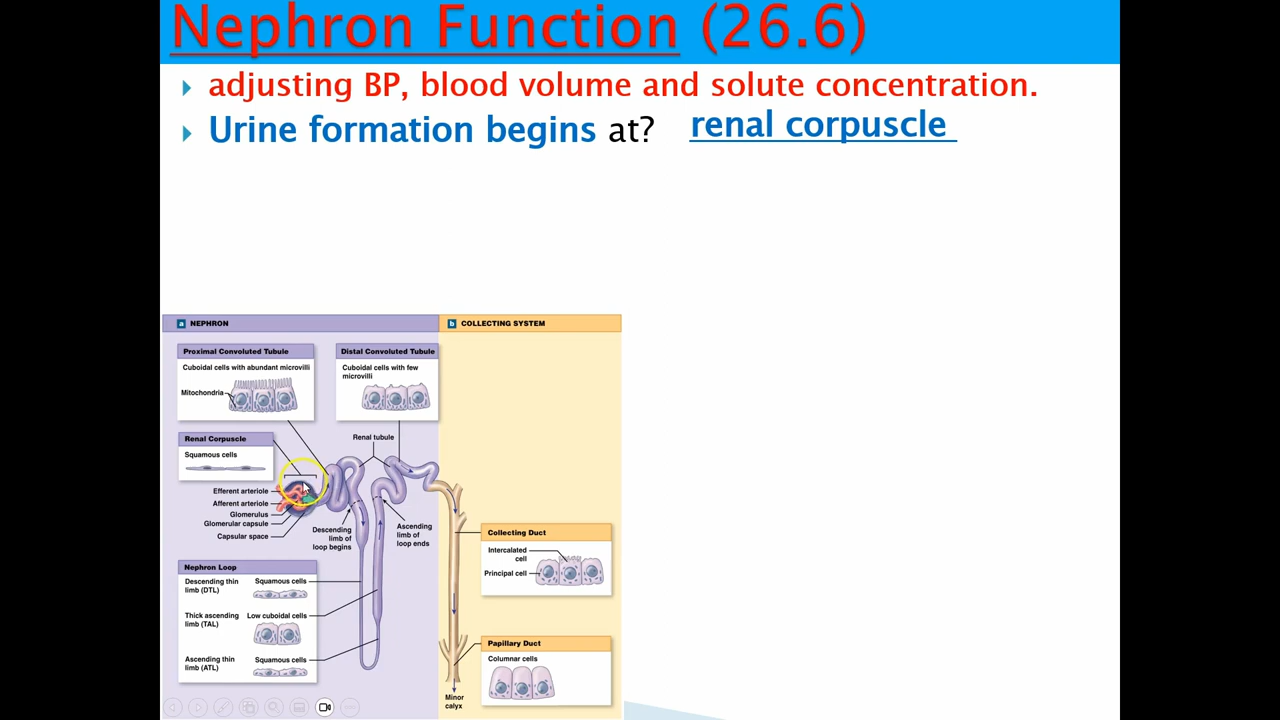 Nephron Function (26.6)
adjusting BP, blood volume and solute concentration.
Urine formation begins at? renal corpuscle
a NEPHRON
b COLLECTING SYSTEM
Proximal Convoluted Tubule
Cuboidal cells with abundant microvilli
Mitochondria
Distal Convoluted Tubule
Cuboidal cells with few
microvilli
Renal Corpuscle
Squamous cells
Renal tubule
Efferent arteriole
Afferent arteriole
Glomerulus
Glomerular capsule
Capsular space
Descending
limb of
loop begins
Ascending
limb of
loop ends
Collecting Duct
Intercalated
cell
Principal cell
Nephron Loop
Descending thin
limb (DTL)
Squamous cells
Thick ascending
limb (TAL)
Low cuboidal cells
Ascending thin
limb (ATL)
Squamous cells
Papillary Duct
Columnar cells
Minor
calyx